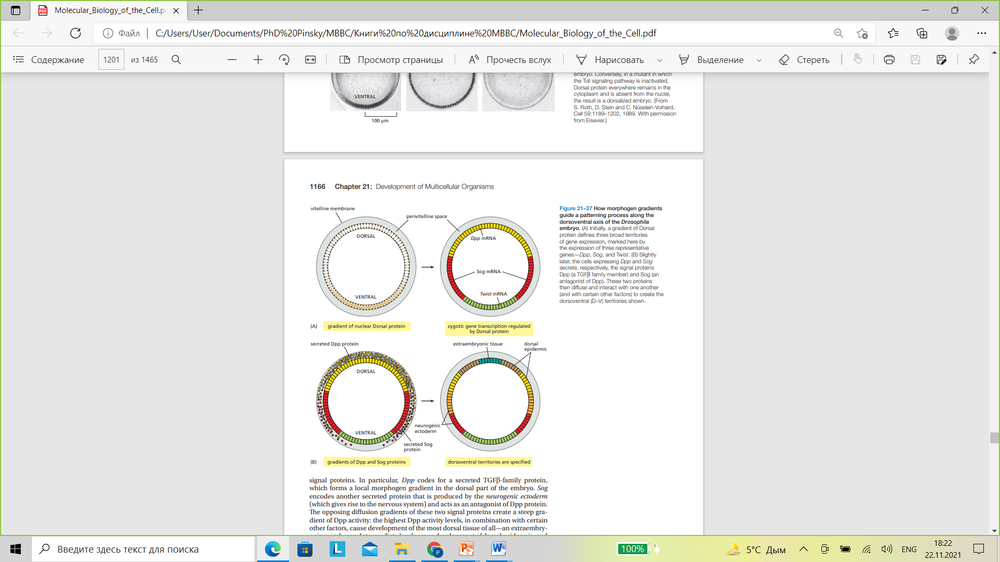 Molecular_Biology_of_the_Cell.p
Файл
C:/Users/User/Documents/PhD%20Pinsky/MBBC/Книги%20по%20дисциплине%20MBBC/Molecular_Biology_of_the_Cell.pdf
Содержание
1201 из 1465
Просмотр страницы
Прочесть вслух
Нарисовать
Выделение
Стереть
embryo. Conversely, in a mutant in which
the Toll signaling pathway is inactivated,
Dorsal protein everywhere remains in the
cytoplasm and is absent from the nuclei;
the result is a dorsalized embryo. (From
S. Roth, D. Stein and C. Nüsslein-Volhard,
Cell 59:1189–1202, 1989. With permission
from Elsevier.)
VENTRAL
100 μm
1166 Chapter 21: Development of Multicellular Organisms
vitelline membrane
perivitelline space
DORSAL
VENTRAL
Dpp mRNA
Sog mRNA
Twist mRNA
(A) gradient of nuclear Dorsal protein
zygotic gene transcription regulated
by Dorsal protein
Figure 21–27 How morphogen gradients
guide a patterning process along the
dorsoventral axis of the Drosophila
embryo. (A) Initially, a gradient of Dorsal
protein defines three broad territories
of gene expression, marked here by
the expression of three representative
genes—Dpp, Sog, and Twist. (B) Slightly
later, the cells expressing Dpp and Sog
secrete, respectively, the signal proteins
Dpp (a TGFβ family member) and Sog (an
antagonist of Dpp). These two proteins
then diffuse and interact with one another
(and with certain other factors) to create the
dorsoventral (D–V) territories shown.
secreted Dpp protein
DORSAL
VENTRAL
secreted Sog
protein
extraembryonic tissue
dorsal
epidermis
neurogenic
ectoderm
(B) gradients of Dpp and Sog proteins
dorsoventral territories are specified
signal proteins. In particular, Dpp codes for a secreted TGFβ-family protein,
which forms a local morphogen gradient in the dorsal part of the embryo. Sog
encodes another secreted protein that is produced by the neurogenic ectoderm
(which gives rise to the nervous system) and acts as an antagonist of Dpp protein.
The opposing diffusion gradients of these two signal proteins create a steep gra-
dient of Dpp activity: the highest Dpp activity levels, in combination with certain
other factors, cause development of the most dorsal tissue of all—an extraembry-
Введите здесь текст для поиска
100%
5°C Дым
ENG
18:22
22.11.2021